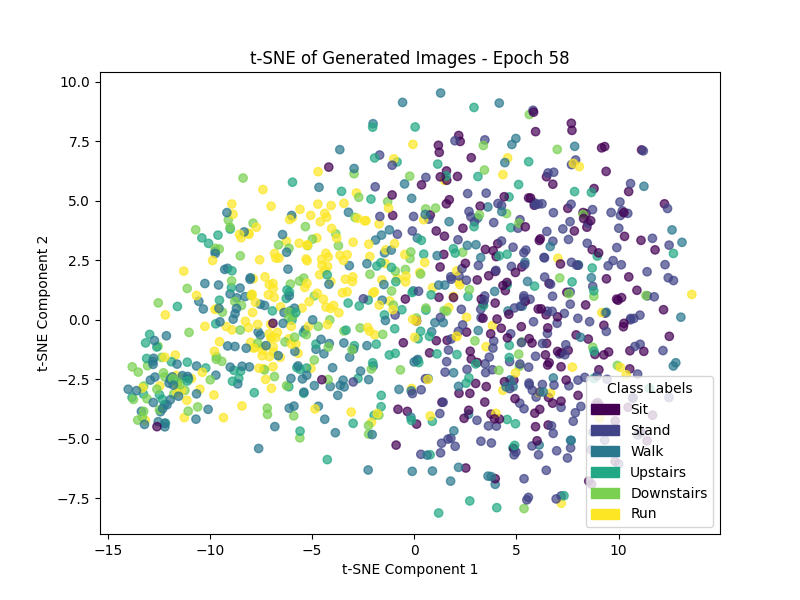 t-SNE of Generated Images - Epoch 58
10.0
7.5
5.0
2.5
0.0
−2.5
−5.0
−7.5
t-SNE Component 2
Class Labels
Sit
Stand
Walk
Upstairs
Downstairs
Run
−15
−10
−5
0
5
10
t-SNE Component 1